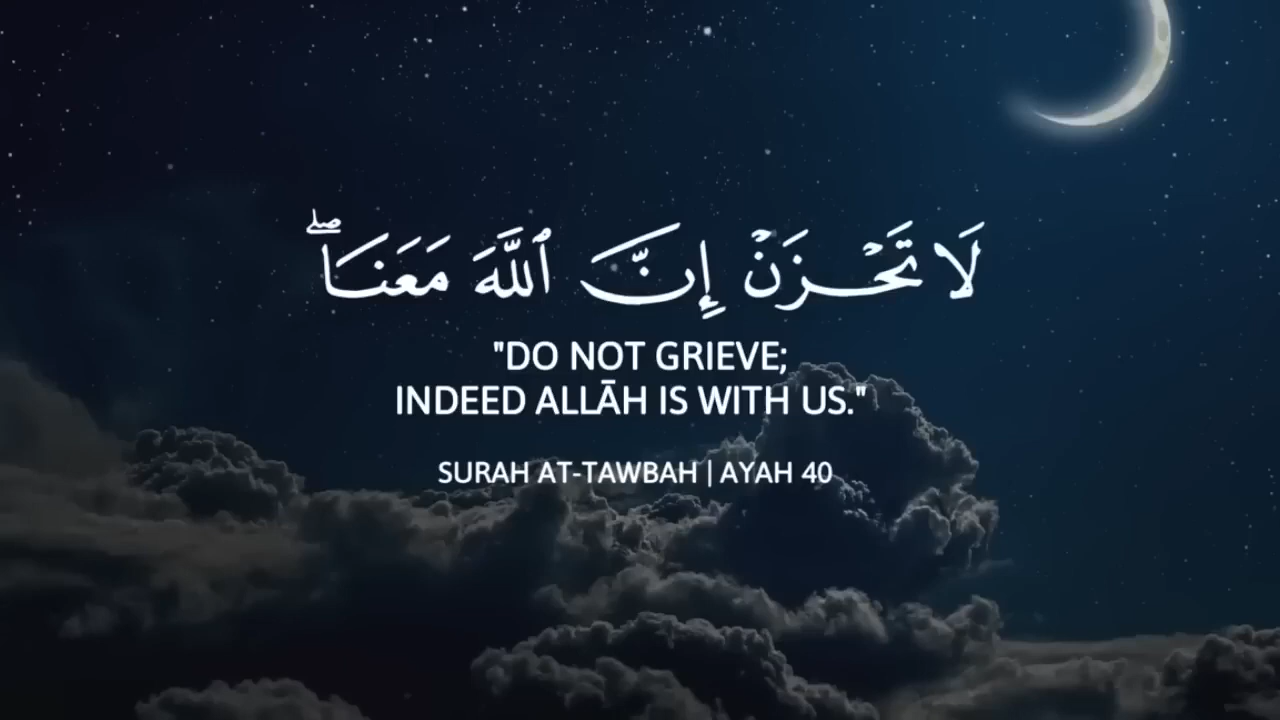 لَا تَحْزَنْ إِنَّ ٱللَّهَ مَعَنَا ۖ
"DO NOT GRIEVE;
INDEED ALLĀH IS WITH US."
SURAH AT-TAWBAH | AYAH 40